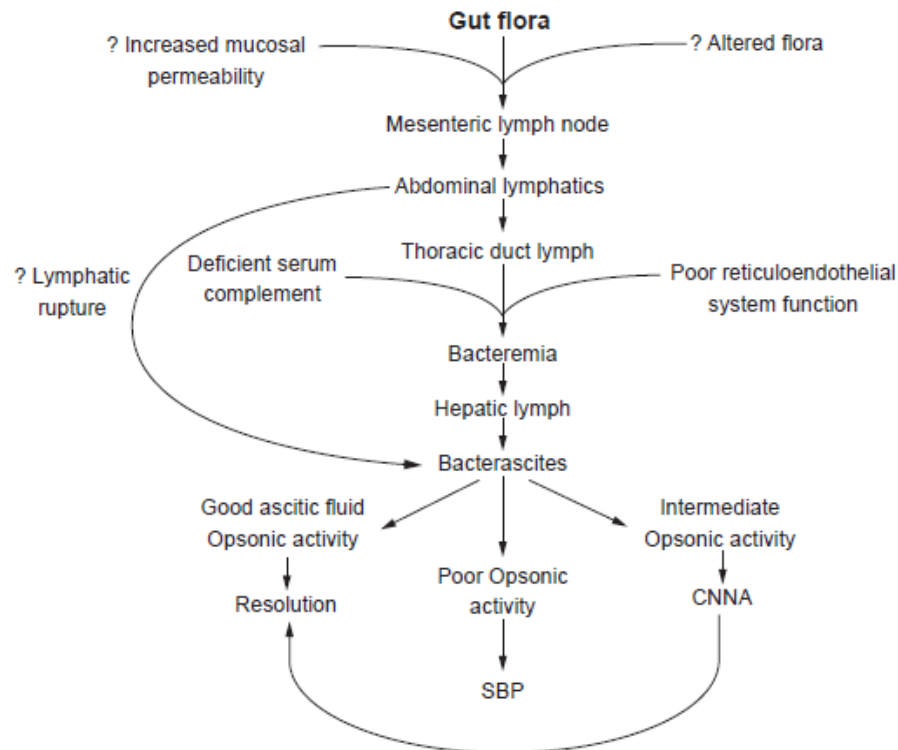 Gut flora
? Increased mucosal
permeability
? Altered flora
Mesenteric lymph node
Abdominal lymphatics
Thoracic duct lymph
? Lymphatic
rupture
Deficient serum
complement
Poor reticuloendothelial
system function
Bacteremia
Hepatic lymph
Bacterascites
Good ascitic fluid
Opsonic activity
Intermediate
Opsonic activity
Poor Opsonic
activity
Resolution
CNNA
SBP